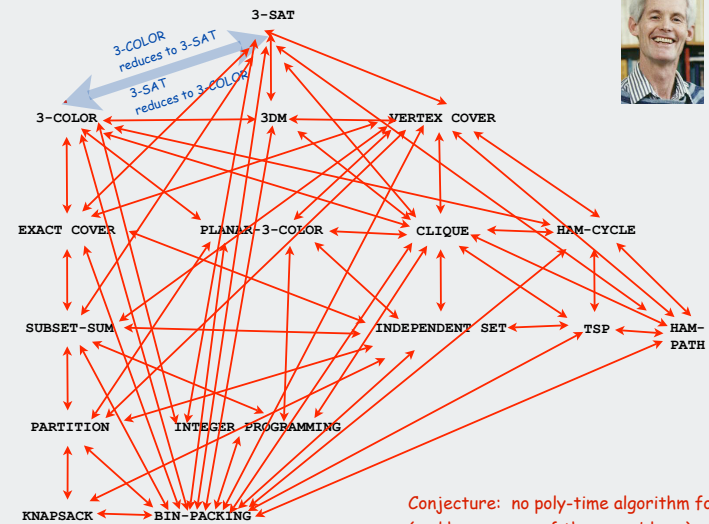 3-SAT
3-COLOR
reduces to 3-SAT
3-SAT
reduces to 3-COLOR
3-COLOR 3DM VERTEX COVER
EXACT COVER PLANAR-3-COLOR CLIQUE HAM-CYCLE
SUBSET-SUM INDEPENDENT SET TSP HAM-
PATH
PARTITION INTEGER PROGRAMMING
KNAPSACK BIN-PACKING
Conjecture: no poly-time algorithm